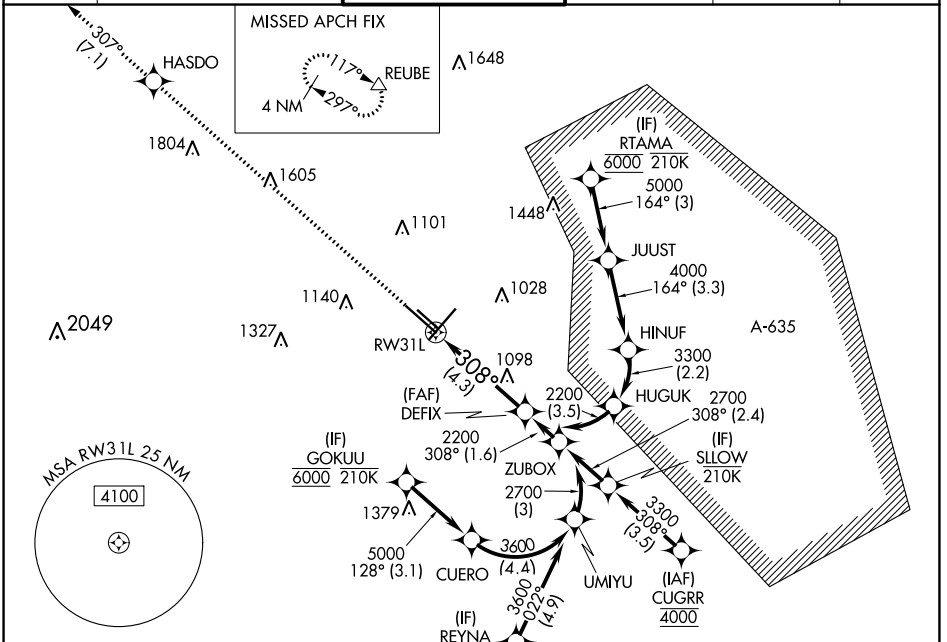 MISSED APCH FIX
117°
REUBE
4 NM
297°
307°
(7.1)
HASDO
1648
1804
1605
(IF)
RTAMA
6000 210K
5000
164° (3)
1448
1101
JUUST
4000
164° (3.3)
1140
1028
2049
1327
RW31L
HINUF
A-635
3300
(2.2)
308°
(4.3)
1098
(FAF)
DEFIX
2200
(3.5)
HUGUK
2700
308° (2.4)
2200
308° (1.6)
(IF)
SLLOW
210K
ZUBOX
(IF)
GOKUU
6000 210K
MSA RW31L 25 NM
4100
1379
2700
(3)
3300
308°
(3.5)
5000
128° (3.1)
3600
(4.4)
CUERO
UMIYU
(IAF)
CUGRR
4000
3600
022°
(4.9)
(IF)
REYNA